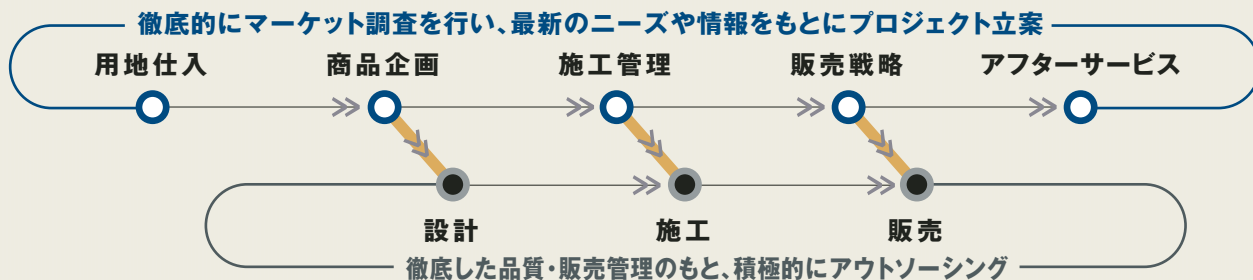 徹底的にマーケット調査を行い、最新のニーズや情報をもとにプロジェクト立案
用地仕入 商品企画 施工管理 販売戦略 アフターサービス
設計 施工 販売
徹底した品質・販売管理のもと、積極的にアウトソーシング